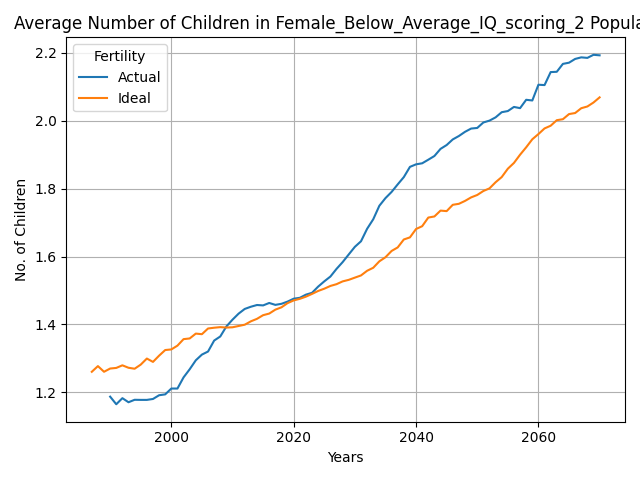 Average Number of Children in Female_Below_Average_IQ_scoring_2 Popula
Fertility
Actual
Ideal
No. of Children
2.2
2.0
1.8
1.6
1.4
1.2
2000 2020 2040 2060
Years